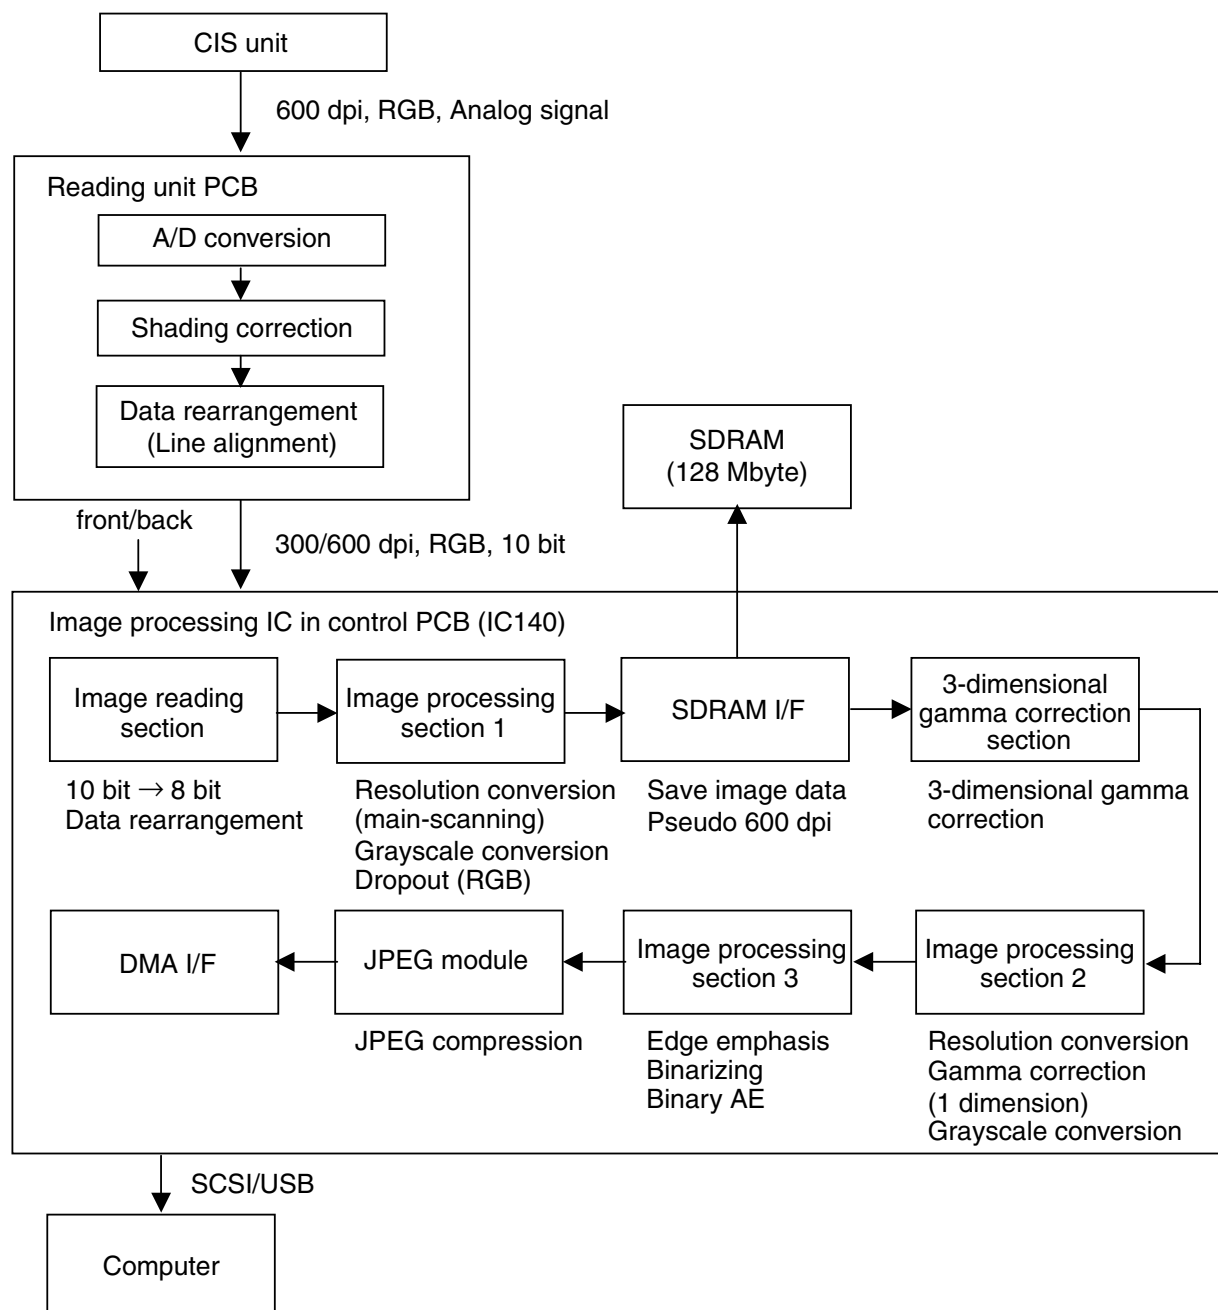 CIS unit
600 dpi, RGB, Analog signal
Reading unit PCB
A/D conversion
Shading correction
Data rearrangement
(Line alignment)
SDRAM
(128 Mbyte)
front/back
300/600 dpi, RGB, 10 bit
Image processing IC in control PCB (IC140)
Image reading
section
10 bit → 8 bit
Data rearrangement
Image processing
section 1
Resolution conversion
(main-scanning)
Grayscale conversion
Dropout (RGB)
SDRAM I/F
Save image data
Pseudo 600 dpi
3-dimensional
gamma correction
section
3-dimensional gamma
correction
DMA I/F
JPEG module
JPEG compression
Image processing
section 3
Edge emphasis
Binarizing
Binary AE
Image processing
section 2
Resolution conversion
Gamma correction
(1 dimension)
Grayscale conversion
SCSI/USB
Computer